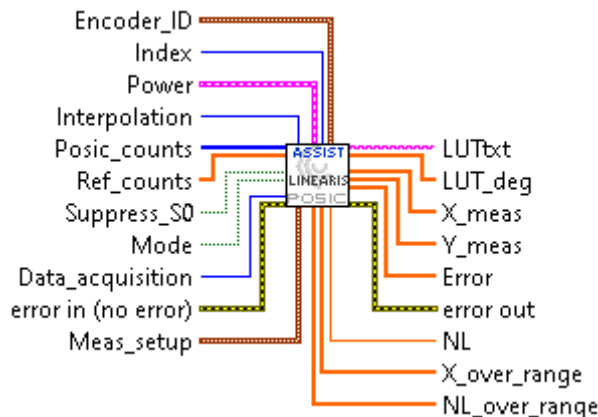 Encoder_ID
Index
Power
Interpolation
Posic_counts
Ref_counts
Suppress_S0
Mode
Data_acquisition
error in (no error)
Meas_setup
ASSIST
LINEARIS
POSIC
LUTtxt
LUT_deg
X_meas
Y_meas
Error
error out
NL
X_over_range
NL_over_range